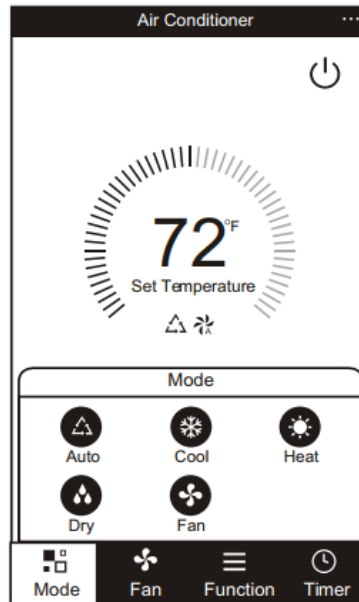 Air Conditioner
72°F
Set Temperature
A
Mode
Auto Cool Heat
Dry Fan
Mode Fan Function Timer